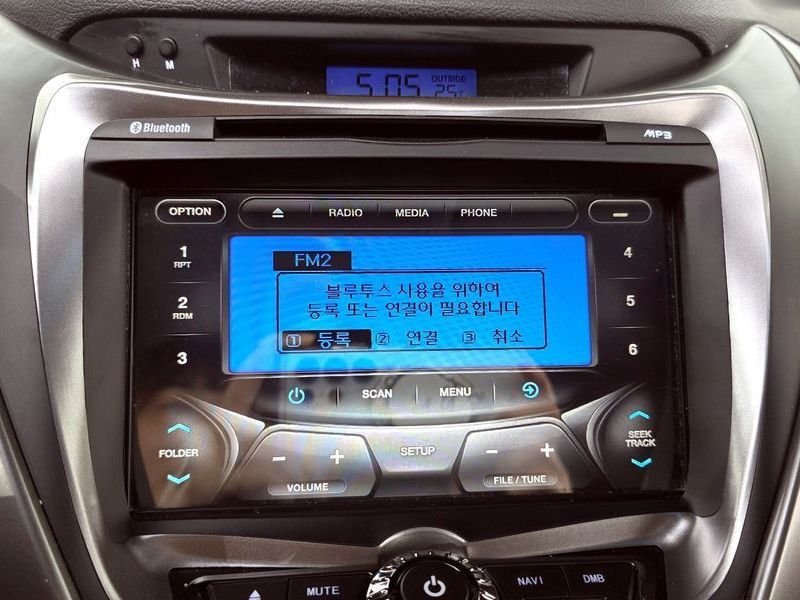 H M
5:05 OUTSIDE 25℃
Bluetooth
MP3
OPTION
RADIO MEDIA PHONE
1 RPT
2 RDM
3
4
5
6
FM2
블루투스 사용을 위하여
등록 또는 연결이 필요합니다
1 등록 2 연결 3 취소
SCAN MENU
FOLDER
- + VOLUME
SETUP
- + FILE / TUNE
SEEK
TRACK
MUTE
NAVI DMB